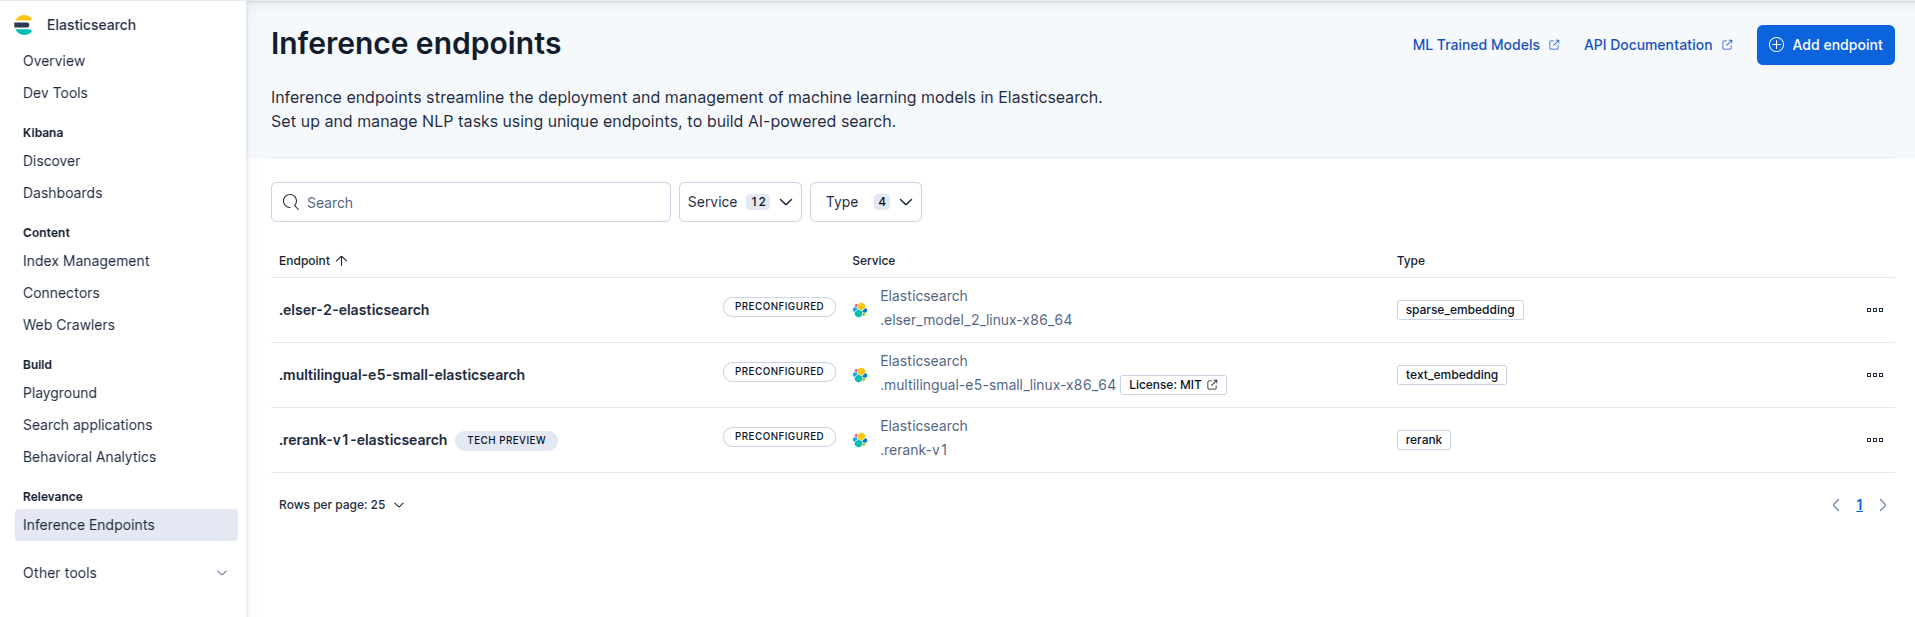 Elasticsearch
Overview
Dev Tools
Kibana
Discover
Dashboards
Content
Index Management
Connectors
Web Crawlers
Build
Playground
Search applications
Behavioral Analytics
Relevance
Inference Endpoints
Other tools
Inference endpoints
ML Trained Models
API Documentation
Add endpoint
Inference endpoints streamline the deployment and management of machine learning models in Elasticsearch.
Set up and manage NLP tasks using unique endpoints, to build AI-powered search.
Search
Service 12
Type 4
Endpoint Service Type
.elser-2-elasticsearch PRECONFIGURED Elasticsearch
.elser_model_2_linux-x86_64 sparse_embedding
.multilingual-e5-small-elasticsearch PRECONFIGURED Elasticsearch
.multilingual-e5-small_linux-x86_64 License: MIT text_embedding
.rerank-v1-elasticsearch TECH PREVIEW PRECONFIGURED Elasticsearch
.rerank-v1 rerank
Rows per page: 25
1